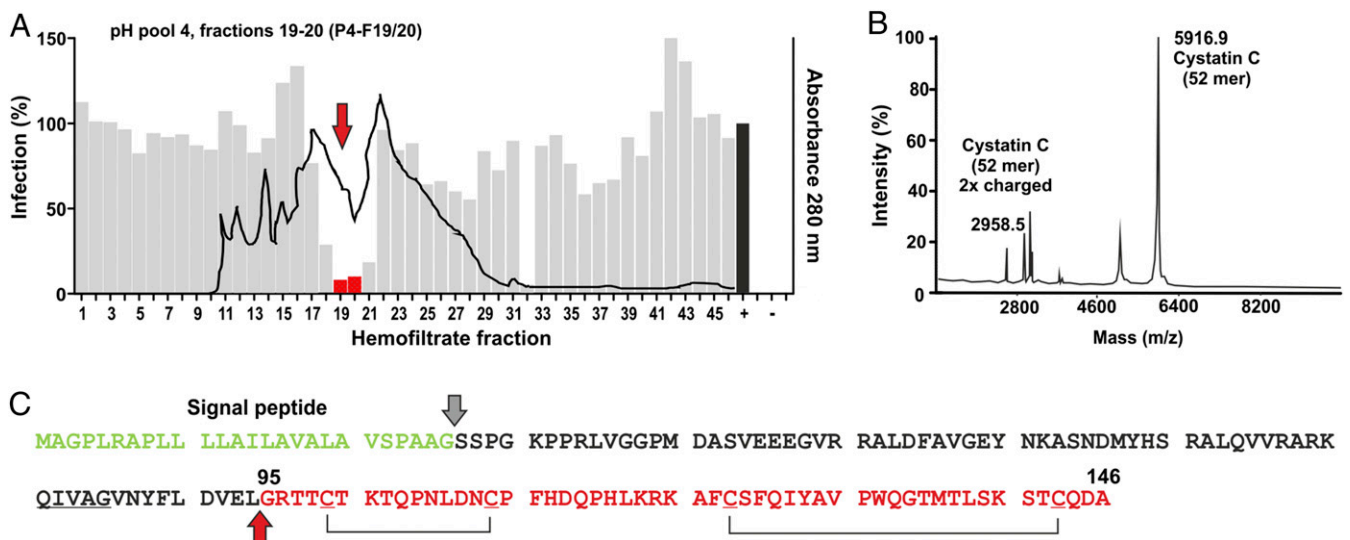 A
pH pool 4, fractions 19-20 (P4-F19/20)
150
100
50
0
Infection (%)
Absorbance 280 nm
1 3 5 7 9 11 13 15 17 19 21 23 25 27 29 31 33 35 37 39 41 43 45 + -
Hemofiltrate fraction
B
100
80
60
40
20
0
Intensity (%)
5916.9
Cystatin C
(52 mer)
Cystatin C
(52 mer)
2x charged
2958.5
2800 4600 6400 8200
Mass (m/z)
C
Signal peptide
MAGPLRAPLL LLAILAVALA VSPAAGSSPG KPPRLVGGPM DASVEEEGVR RALDFAVGEY NKASNDMYHS RALQVVRARK
95 146
QIVAGVNYFL DVELGRTTCT KTQPNLDNCP FHDQPHLKRK AFCSFQIYAV PWQGTMTLSK STCQDA